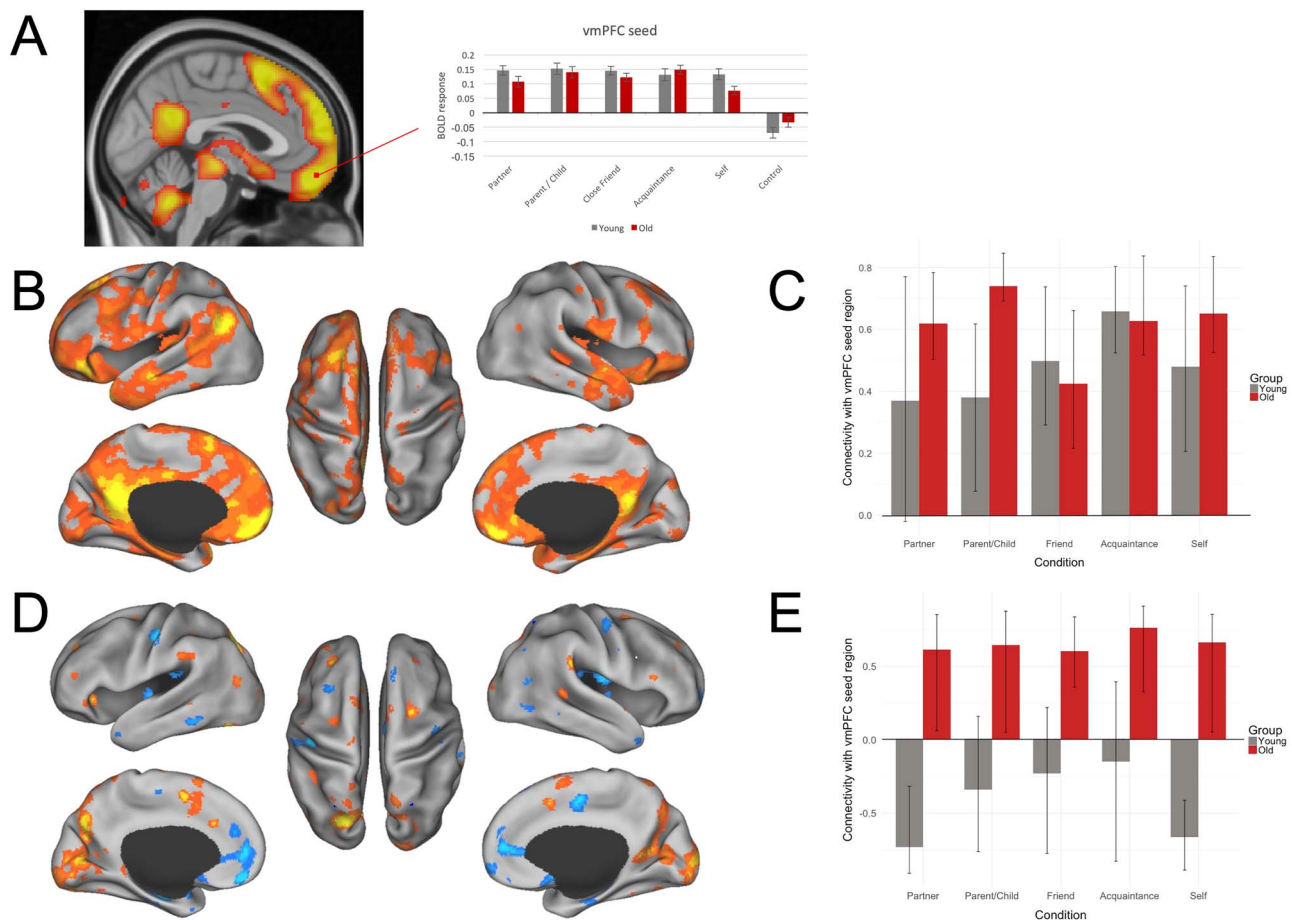 A
vmPFC seed
BOLD response
0.2
0.15
0.1
0.05
0
-0.05
-0.1
-0.15
Partner
Parent / Child
Close Friend
Acquaintance
Self
Control
Young Old
B
C
Connectivity with vmPFC seed region
0.8
0.6
0.4
0.2
0.0
Partner Parent/Child Friend Acquaintance Self
Condition
Group
Young
Old
D
E
Connectivity with vmPFC seed region
0.5
0.0
-0.5
Partner Parent/Child Friend Acquaintance Self
Condition
Group
Young
Old